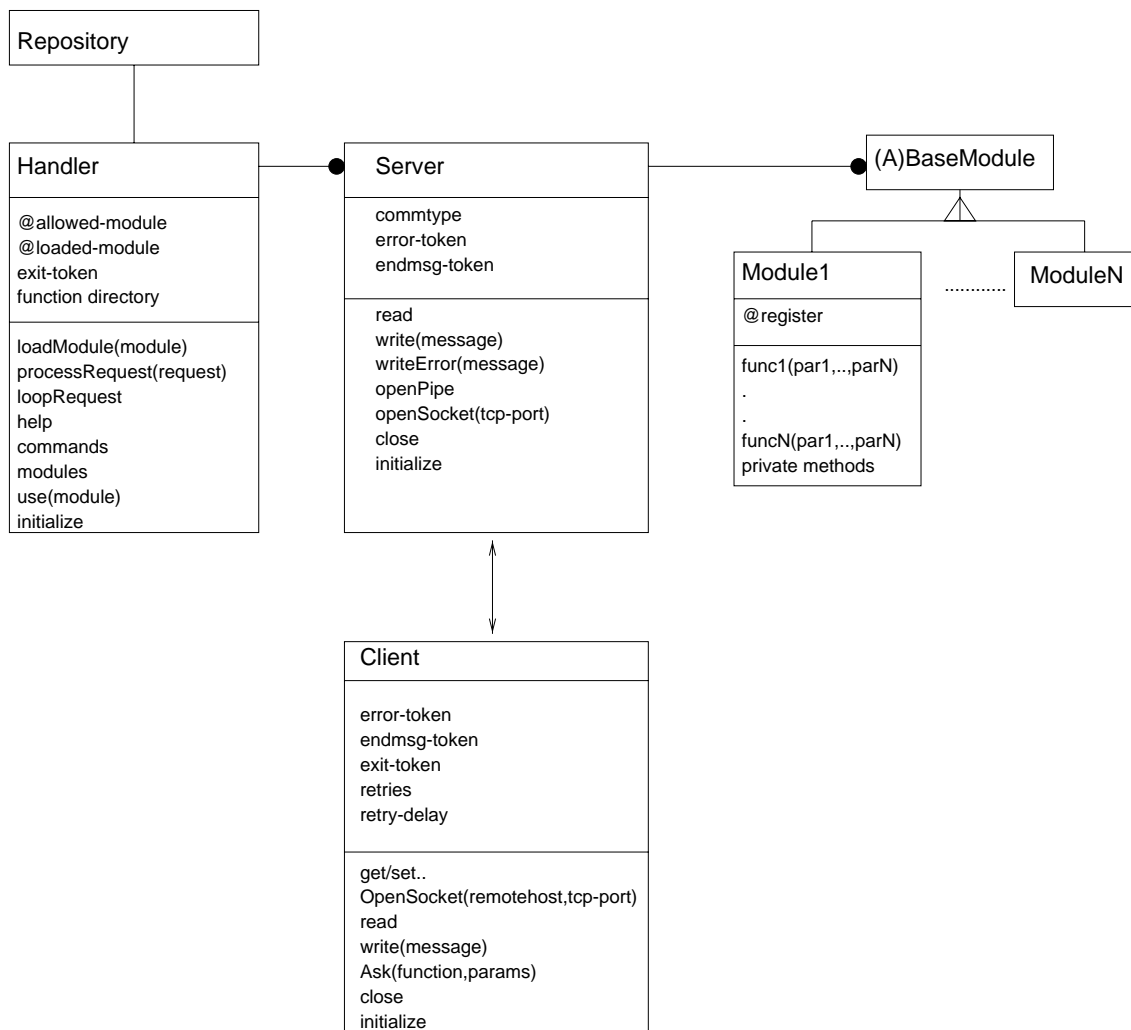 Repository
Handler
@allowed-module
@loaded-module
exit-token
function directory
loadModule(module)
processRequest(request)
loopRequest
help
commands
modules
use(module)
initialize
Server
commtype
error-token
endmsg-token
read
write(message)
writeError(message)
openPipe
openSocket(tcp-port)
close
initialize
(A)BaseModule
Module1
@register
func1(par1,..,parN)
.
.
funcN(par1,..,parN)
private methods
............
ModuleN
Client
error-token
endmsg-token
exit-token
retries
retry-delay
get/set..
OpenSocket(remotehost,tcp-port)
read
write(message)
Ask(function,params)
close
initialize